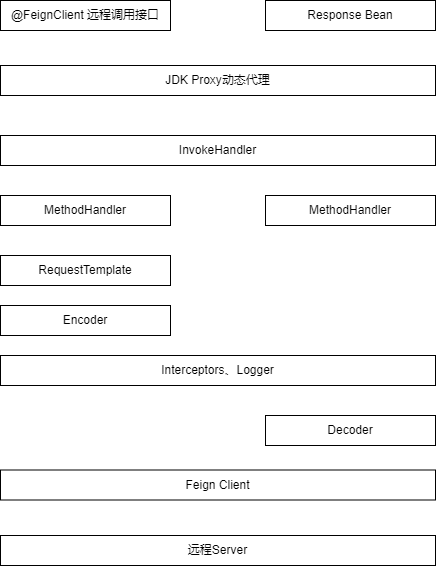 @FeignClient 远程调用接口
Response Bean
JDK Proxy动态代理
InvokeHandler
MethodHandler
MethodHandler
RequestTemplate
Encoder
Interceptors、Logger
Decoder
Feign Client
远程Server